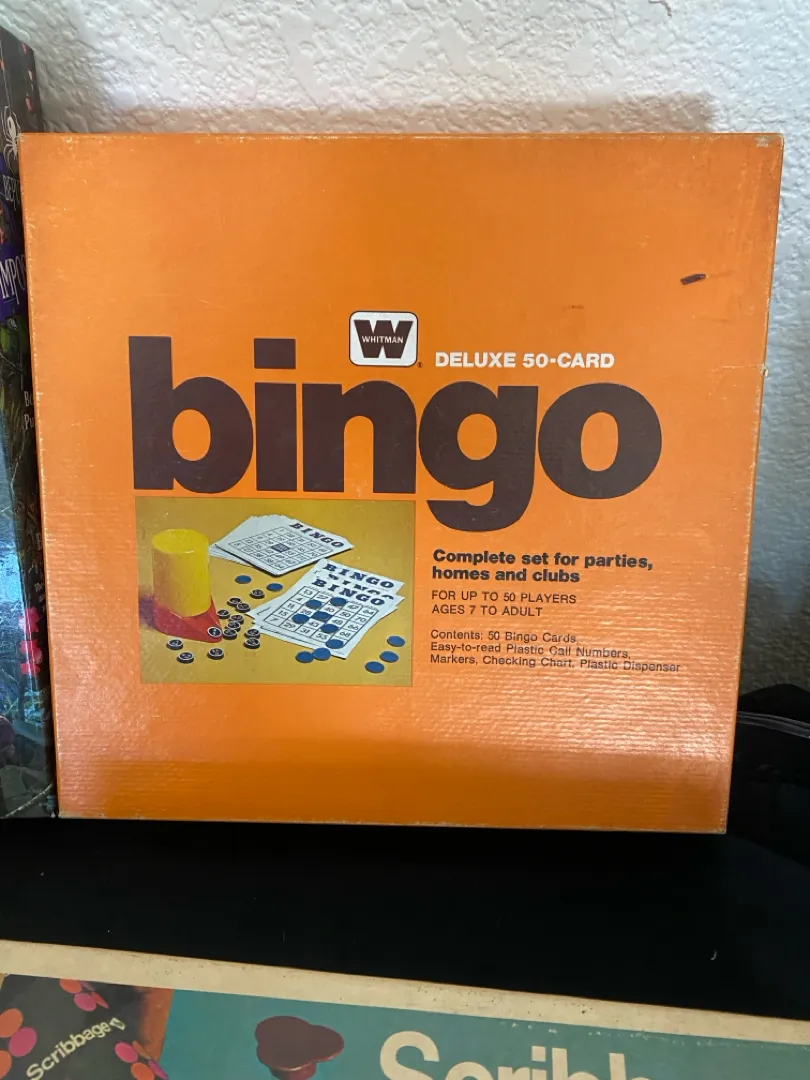 WHITMAN
W
DELUXE 50-CARD
bingo
BINGO
BINGO
BINGO
BINGO
Complete set for parties,
homes and clubs
FOR UP TO 50 PLAYERS
AGES 7 TO ADULT
Contents: 50 Bingo Cards
Easy-to-read Plastic Call Numbers,
Markers, Checking Chart, Plastic Dispenser
Scribbage